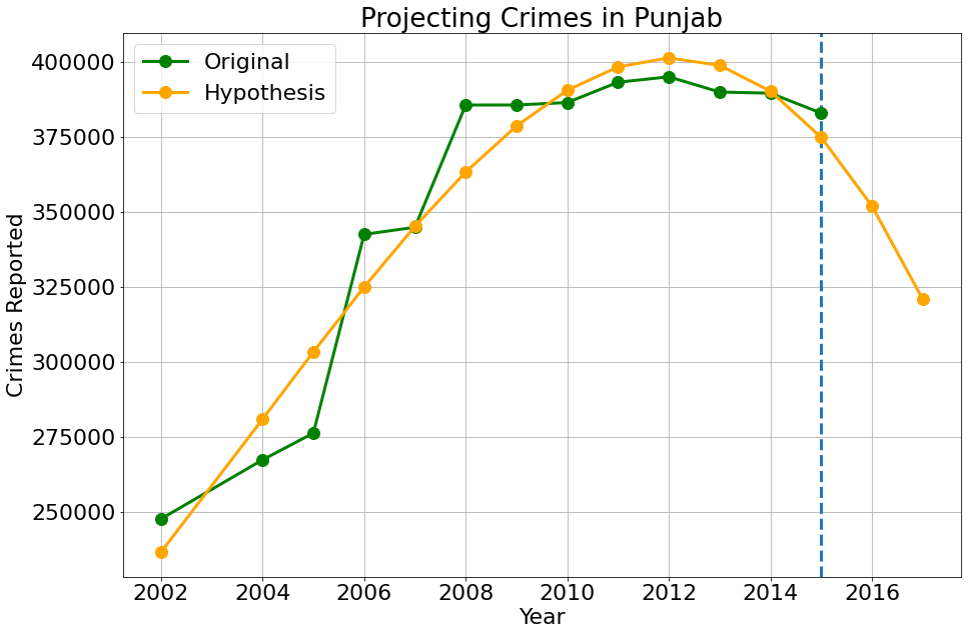 Projecting Crimes in Punjab
Original
Hypothesis
400000
375000
350000
325000
300000
275000
250000
Crimes Reported
2002 2004 2006 2008 2010 2012 2014 2016
Year